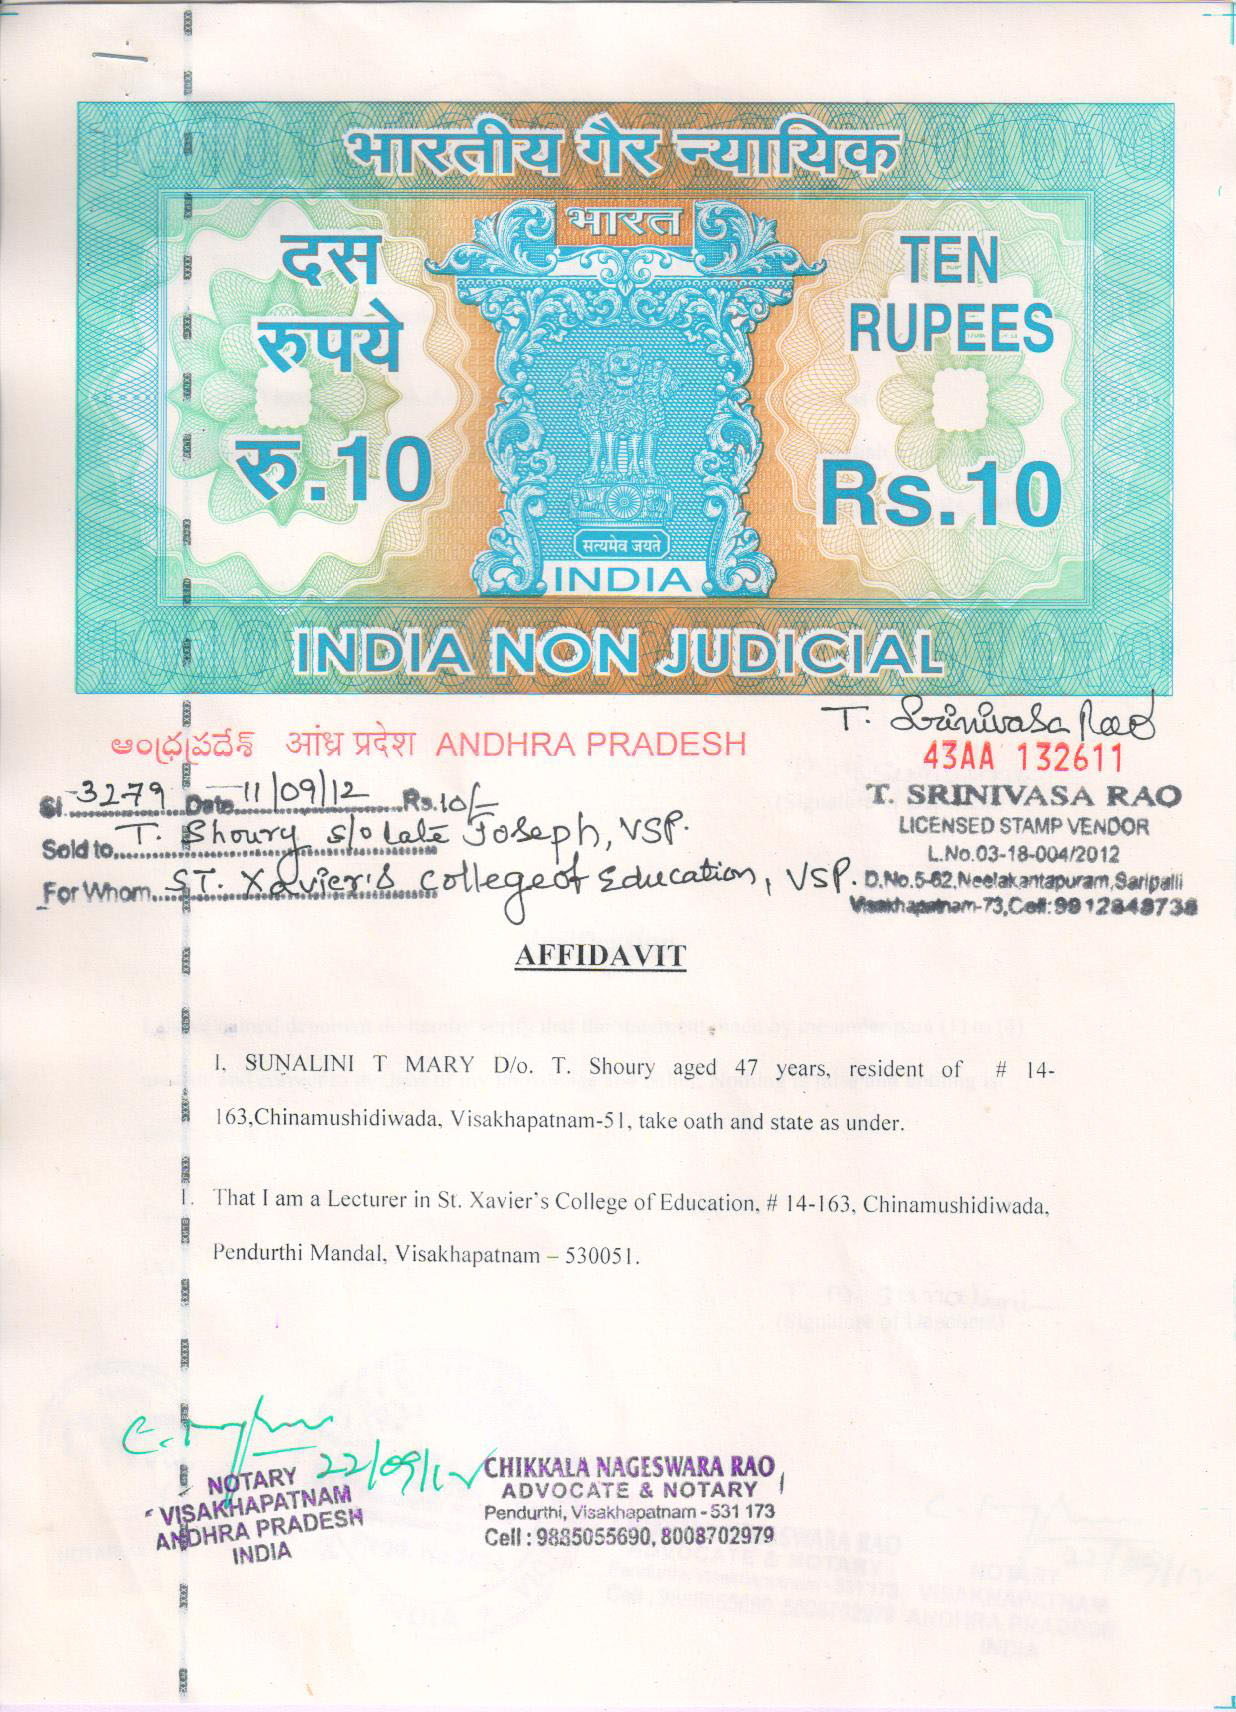 भारतीय गैर न्यायिक
भारत
दस
रुपये
रु.10
TEN
RUPEES
Rs.10
सत्यमेव जयते
INDIA
INDIA NON JUDICIAL
ఆంధ్రప్రదేశ్ आंध्र प्रदेश ANDHRA PRADESH
T. Srinivasa Rao
43AA 132611
Sl. 3279 Date 11/09/12 Rs. 10/-
Sold to T. Shoury s/o Late Joseph, VSP.
For Whom ST. Xavier's College of Education, VSP.
T. SRINIVASA RAO
LICENSED STAMP VENDOR
L.No.03-18-004/2012
D.No.5-62,Neelakantapuram,Saripalli
Visakhapatnam-73,Cell:9912848738
AFFIDAVIT
I, SUNALINI T MARY D/o. T. Shoury aged 47 years, resident of # 14-
163,Chinamushidiwada, Visakhapatnam-51, take oath and state as under.
1. That I am a Lecturer in St. Xavier's College of Education, # 14-163, Chinamushidiwada,
Pendurthi Mandal, Visakhapatnam – 530051.
22/09/12
NOTARY
VISAKHAPATNAM
ANDHRA PRADESH
INDIA
CHIKKALA NAGESWARA RAO
ADVOCATE & NOTARY
Pendurthi, Visakhapatnam - 531 173
Cell : 9885055690, 8008702979